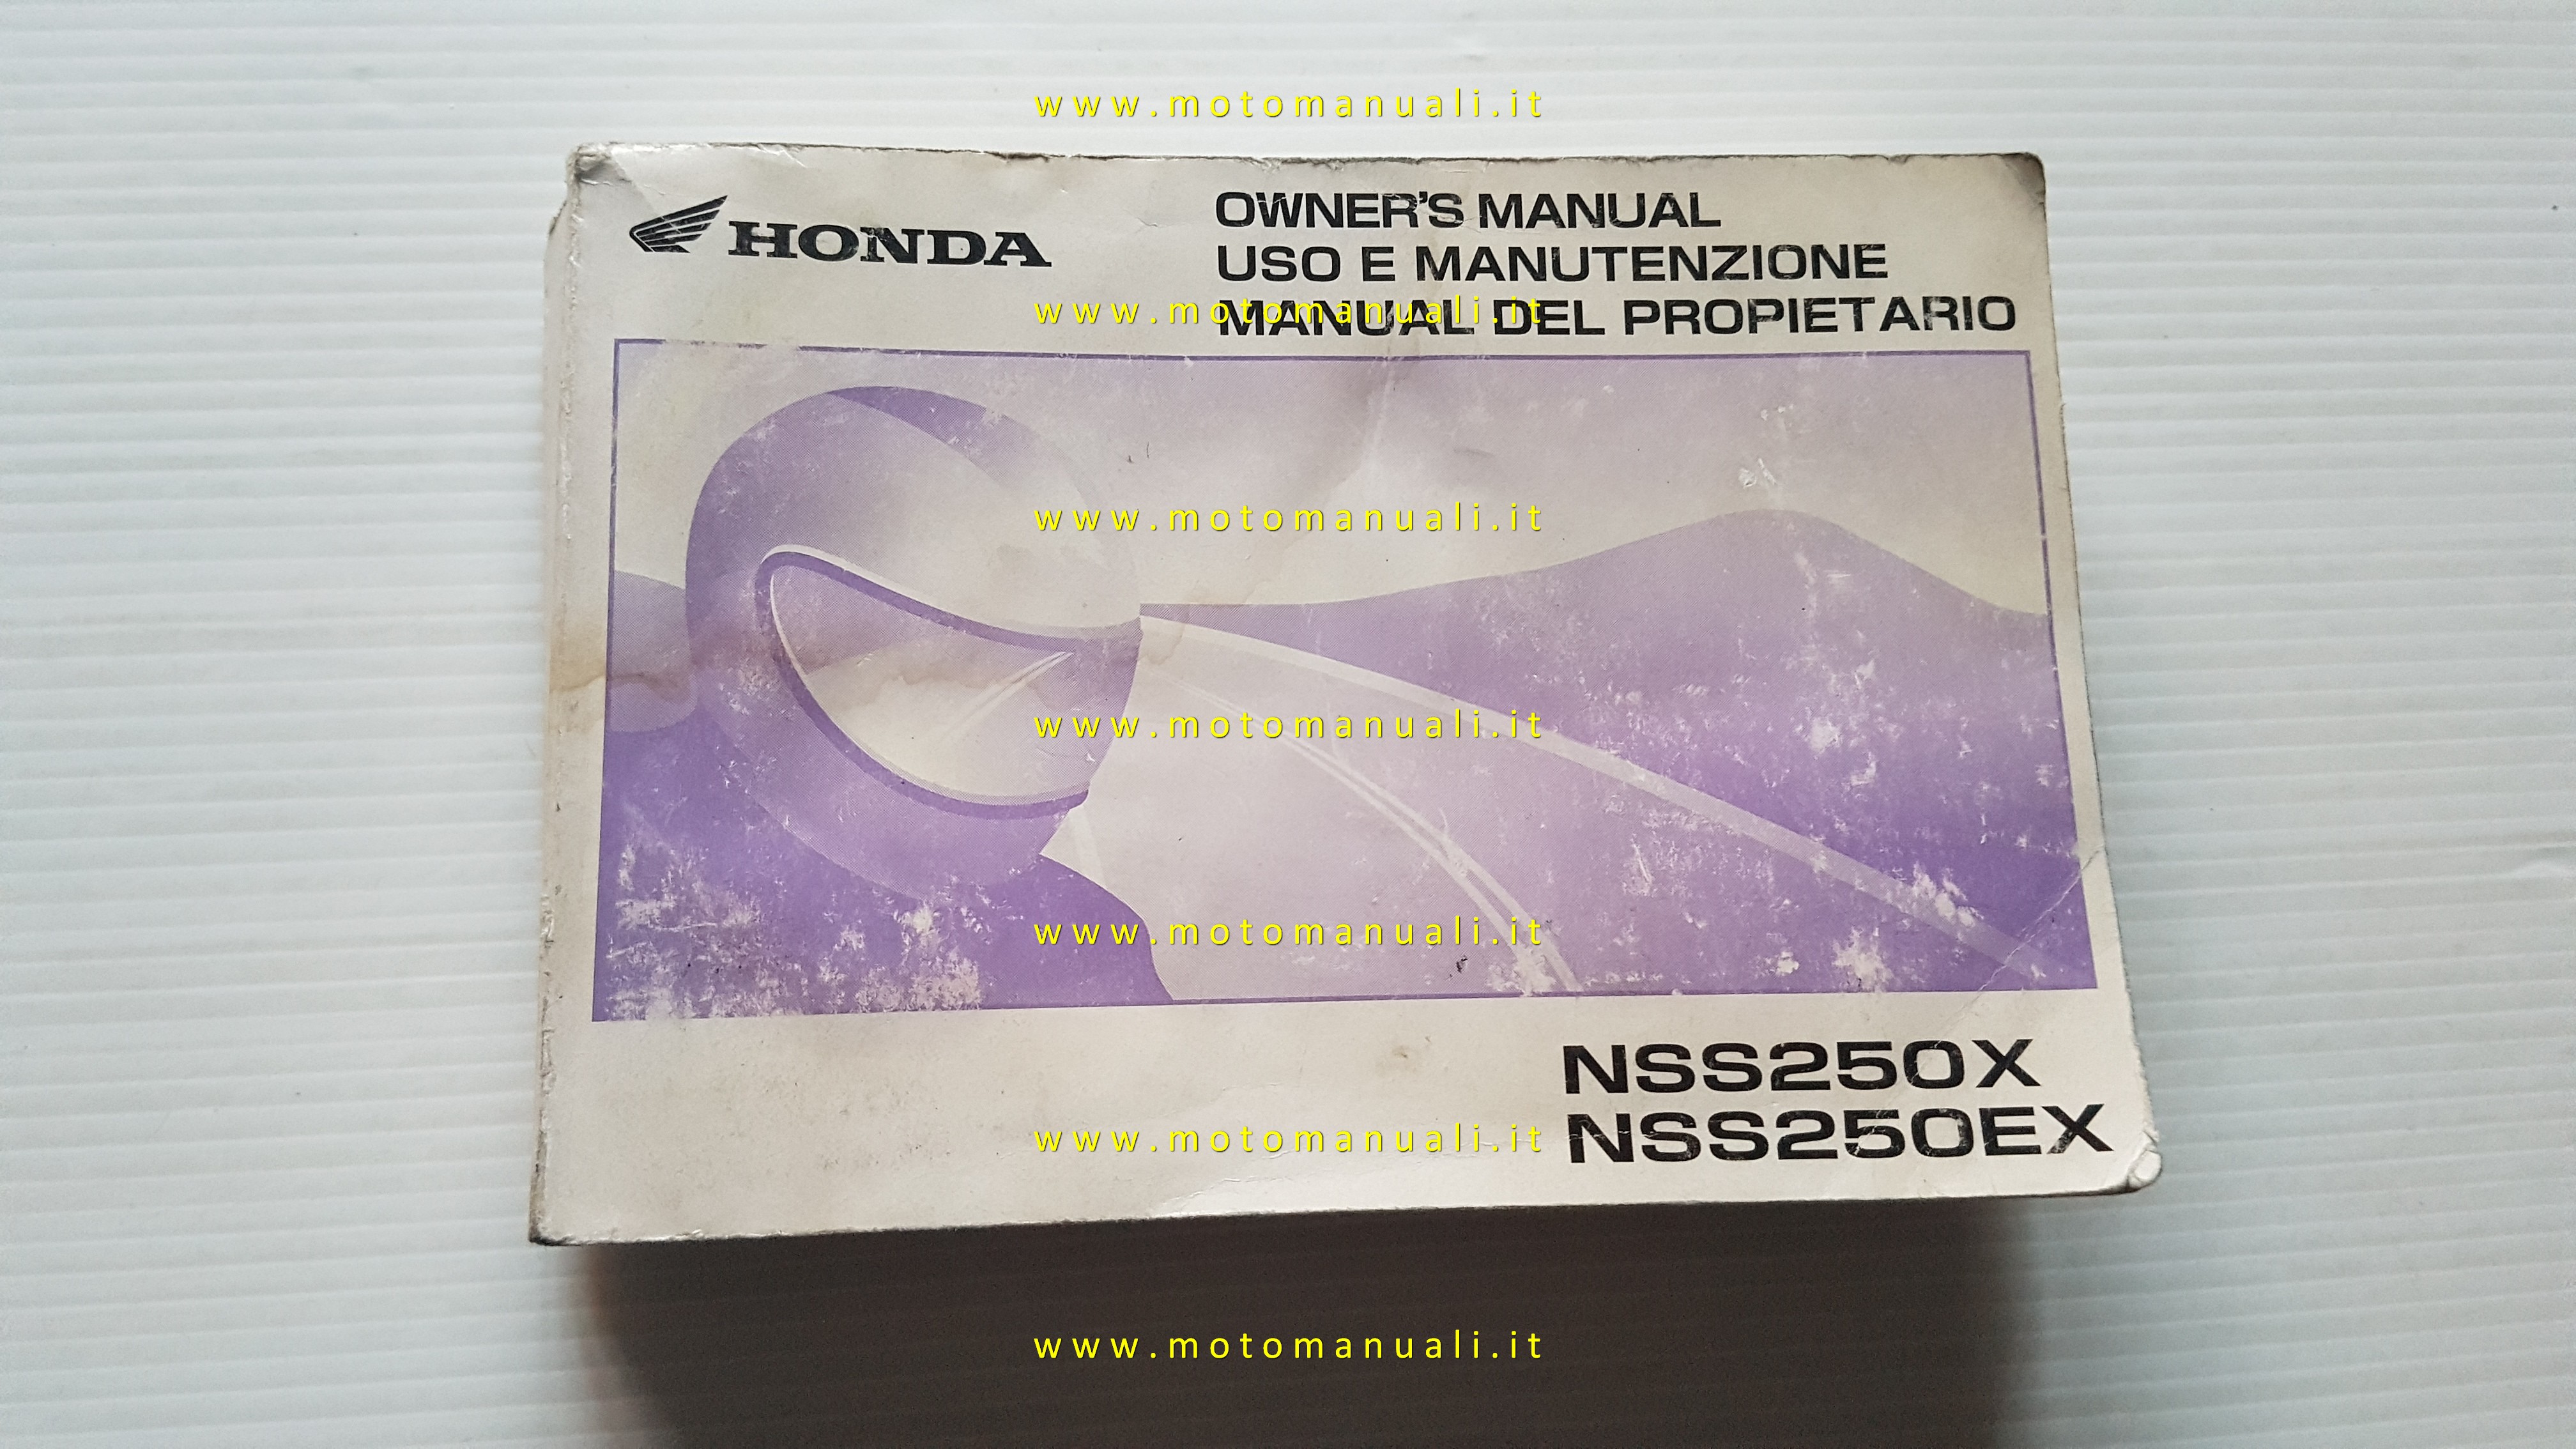 www.motomanuali.it
HONDA
OWNER'S MANUAL
USO E MANUTENZIONE
MANUAL DEL PROPIETARIO
www.motomanuali.it
www.motomanuali.it
www.motomanuali.it
www.motomanuali.it
NSS250X
NSS250EX
www.motomanuali.it
www.motomanuali.it